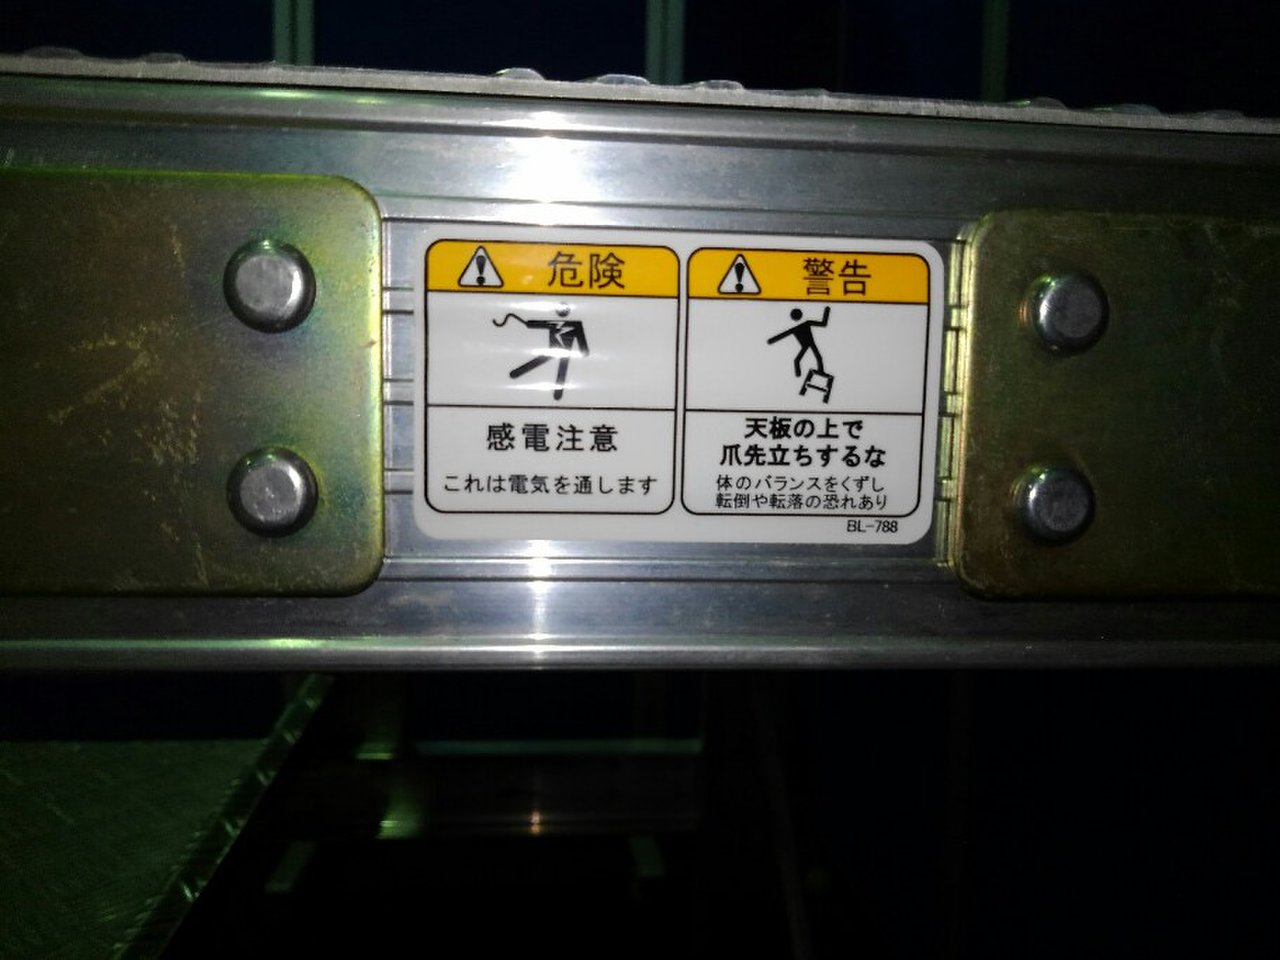 危険
感電注意
これは電気を通します
警告
天板の上で
爪先立ちするな
体のバランスをくずし
転倒や転落の恐れあり
BL-788